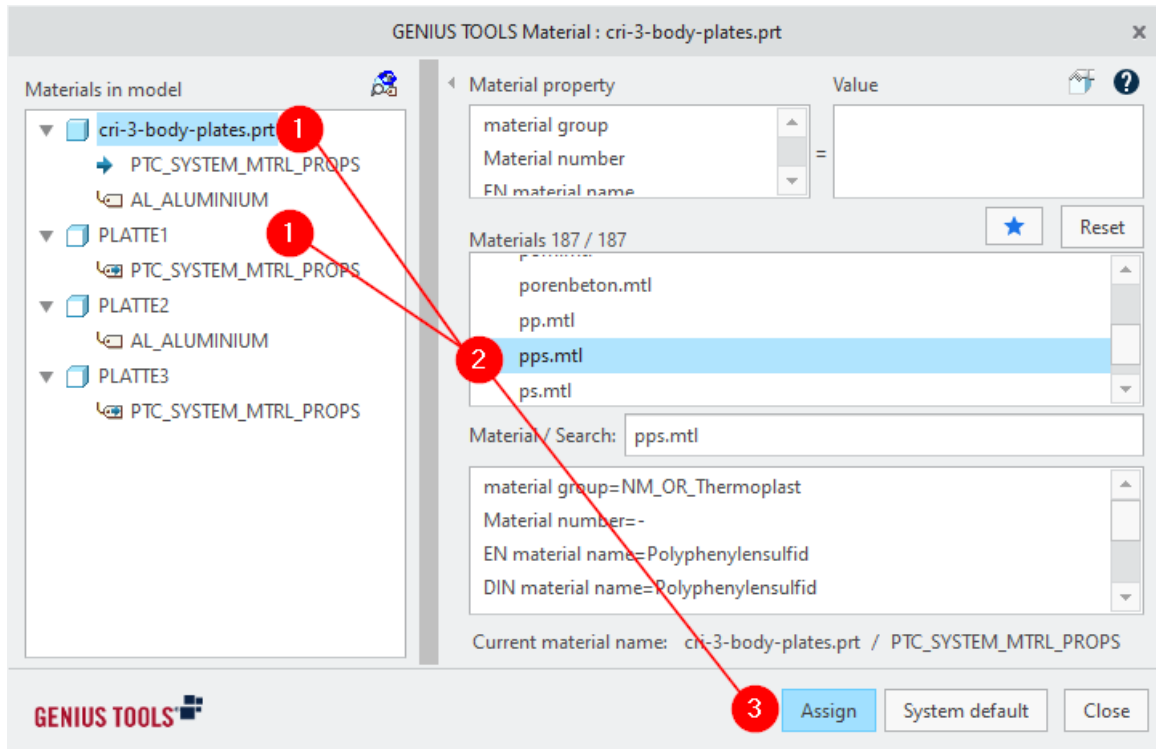 GENIUS TOOLS Material : cri-3-body-plates.prt
Materials in model
cri-3-body-plates.prt
1
PTC_SYSTEM_MTRL_PROPS
AL_ALUMINIUM
PLATTE1
1
PTC_SYSTEM_MTRL_PROPS
PLATTE2
AL_ALUMINIUM
PLATTE3
PTC_SYSTEM_MTRL_PROPS
Material property
Value
material group
Material number
EN material name
=
Reset
Materials 187 / 187
porenbeton.mtl
pp.mtl
2
pps.mtl
ps.mtl
Material / Search: pps.mtl
material group=NM_OR_Thermoplast
Material number=-
EN material name=Polyphenylensulfid
DIN material name=Polyphenylensulfid
Current material name: cri-3-body-plates.prt / PTC_SYSTEM_MTRL_PROPS
GENIUS TOOLS
3
Assign
System default
Close